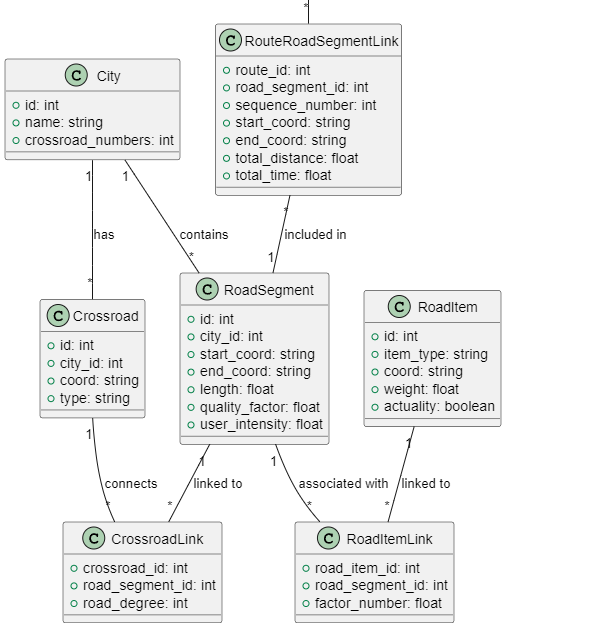 *
C RouteRoadSegmentLink
route_id: int
road_segment_id: int
sequence_number: int
start_coord: string
end_coord: string
total_distance: float
total_time: float
C City
id: int
name: string
crossroad_numbers: int
1
1
*
has
contains
included in
*
*
1
C Crossroad
id: int
city_id: int
coord: string
type: string
C RoadSegment
id: int
city_id: int
start_coord: string
end_coord: string
length: float
quality_factor: float
user_intensity: float
C RoadItem
id: int
item_type: string
coord: string
weight: float
actuality: boolean
1
1
1
1
connects
linked to
associated with
linked to
*
*
*
*
C CrossroadLink
crossroad_id: int
road_segment_id: int
road_degree: int
C RoadItemLink
road_item_id: int
road_segment_id: int
factor_number: float